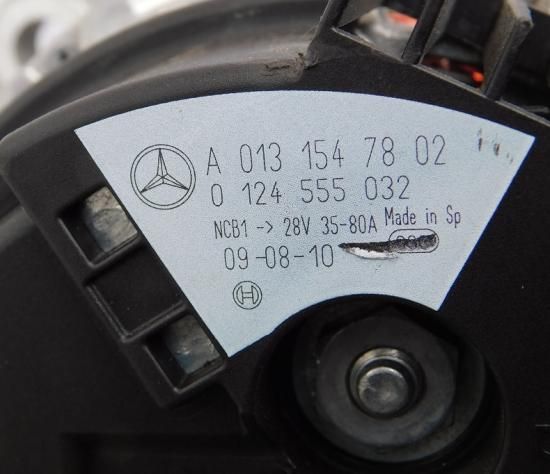 A 013 154 78 02
0 124 555 032
NCB1 -> 28V 35-80A Made in Sp
09-08-10